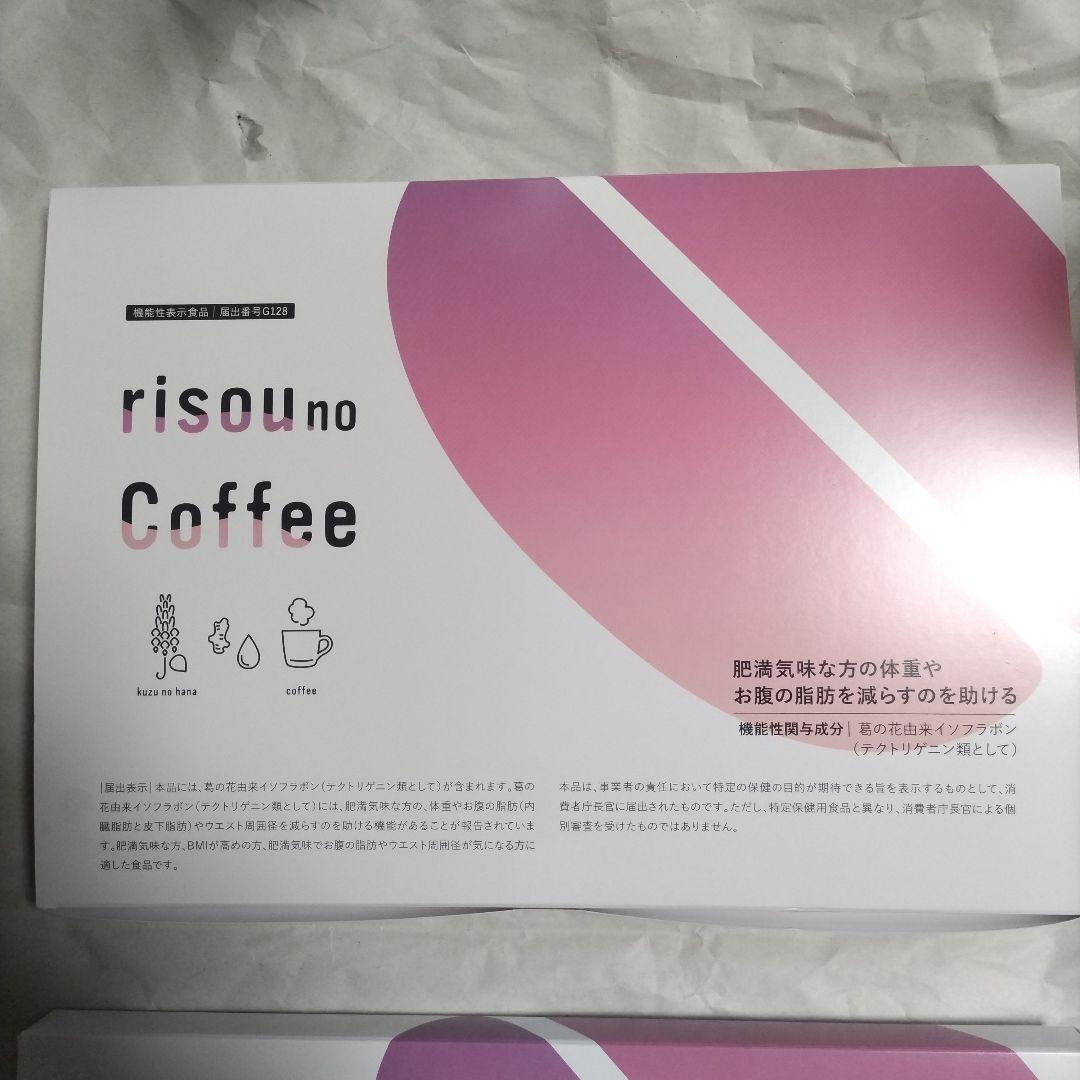 機能性表示食品｜届出番号G128
risou no
Coffee
kuzu no hana
coffee
肥満気味な方の体重や
お腹の脂肪を減らすのを助ける
機能性関与成分｜葛の花由来イソフラボン
（テクトリゲニン類として）
｜届出表示｜本品には、葛の花由来イソフラボン（テクトリゲニン類として）が含まれます。葛の
花由来イソフラボン（テクトリゲニン類として）には、肥満気味な方の、体重やお腹の脂肪（内
臓脂肪と皮下脂肪）やウエスト周囲径を減らすのを助ける機能があることが報告されていま
す。肥満気味な方、BMIが高めの方、肥満気味でお腹の脂肪やウエスト周囲径が気になる方に
適した食品です。
本品は、事業者の責任において特定の保健の目的が期待できる旨を表示するものとして、消
費者庁長官に届出されたものです。ただし、特定保健用食品と異なり、消費者庁長官による個
別審査を受けたものではありません。